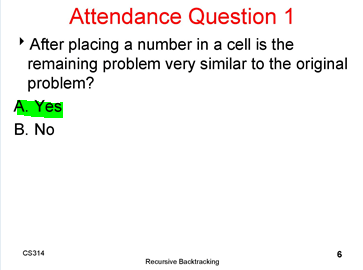 Attendance Question 1
After placing a number in a cell is the
remaining problem very similar to the original
problem?
A. Yes
B. No
CS314
Recursive Backtracking
6